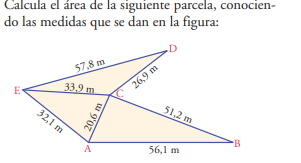 Calcula el área de la siguiente parcela, conocien-
do las medidas que se dan en la figura:
D
57,8 m
26,9 m
E
33,9 m
C
32,1 m
20,6 m
51,2 m
A
56,1 m
B